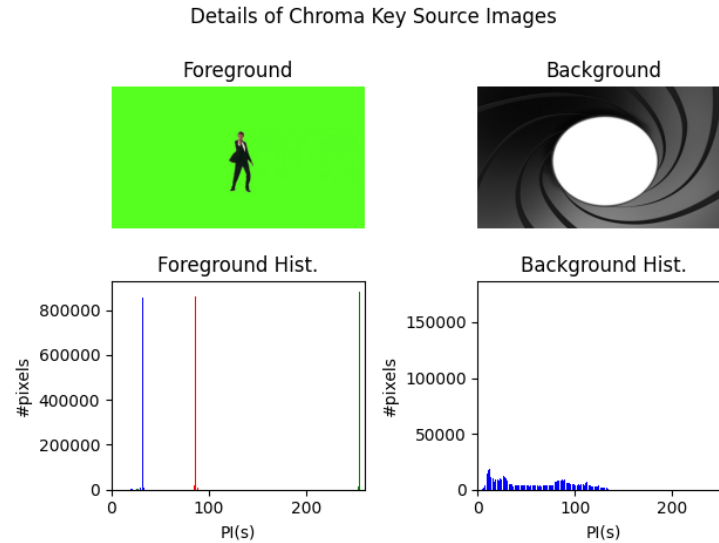 Details of Chroma Key Source Images
Foreground
Background
Foreground Hist.
Background Hist.
800000
600000
400000
200000
0
#pixels
0
100
200
PI(s)
150000
100000
50000
0
#pixels
0
100
200
PI(s)